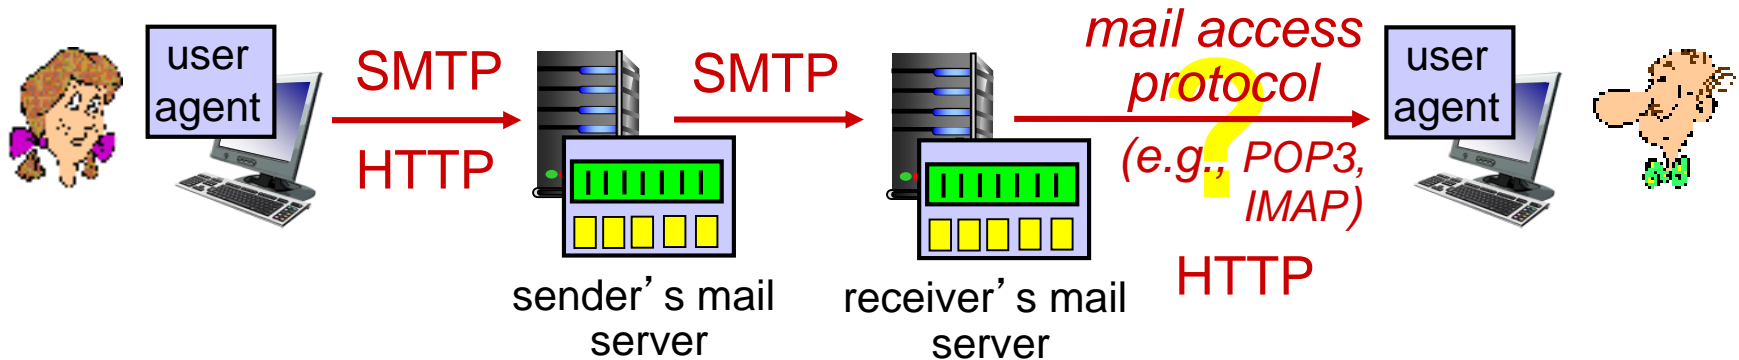 user
agent
SMTP
HTTP
sender’s mail
server
SMTP
receiver’s mail
server
mail access
protocol
?
(e.g., POP3,
IMAP)
HTTP
user
agent